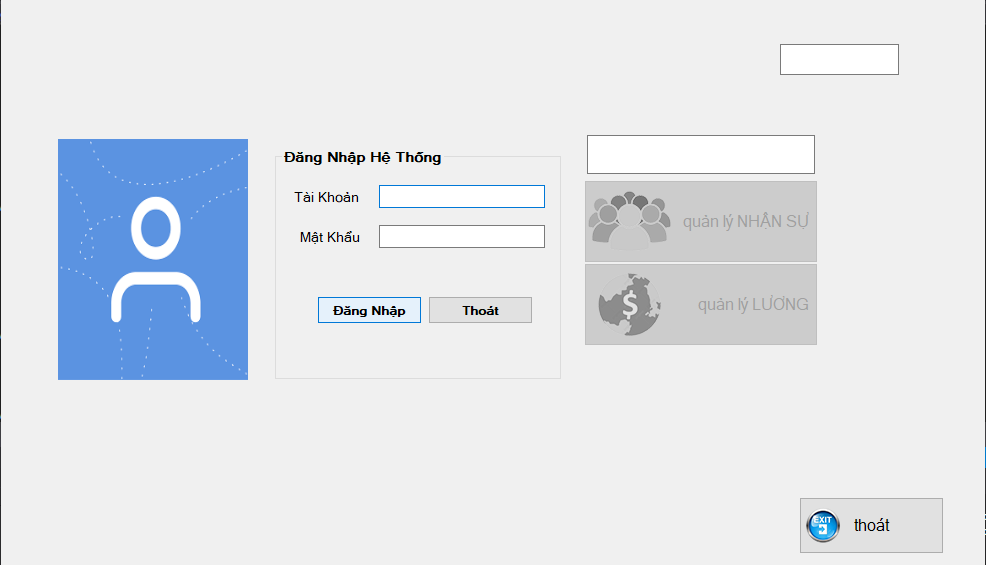 Đăng Nhập Hệ Thống
Tài Khoản
Mật Khẩu
Đăng Nhập
Thoát
quản lý NHÂN SỰ
$
quản lý LƯƠNG
EXIT
thoát